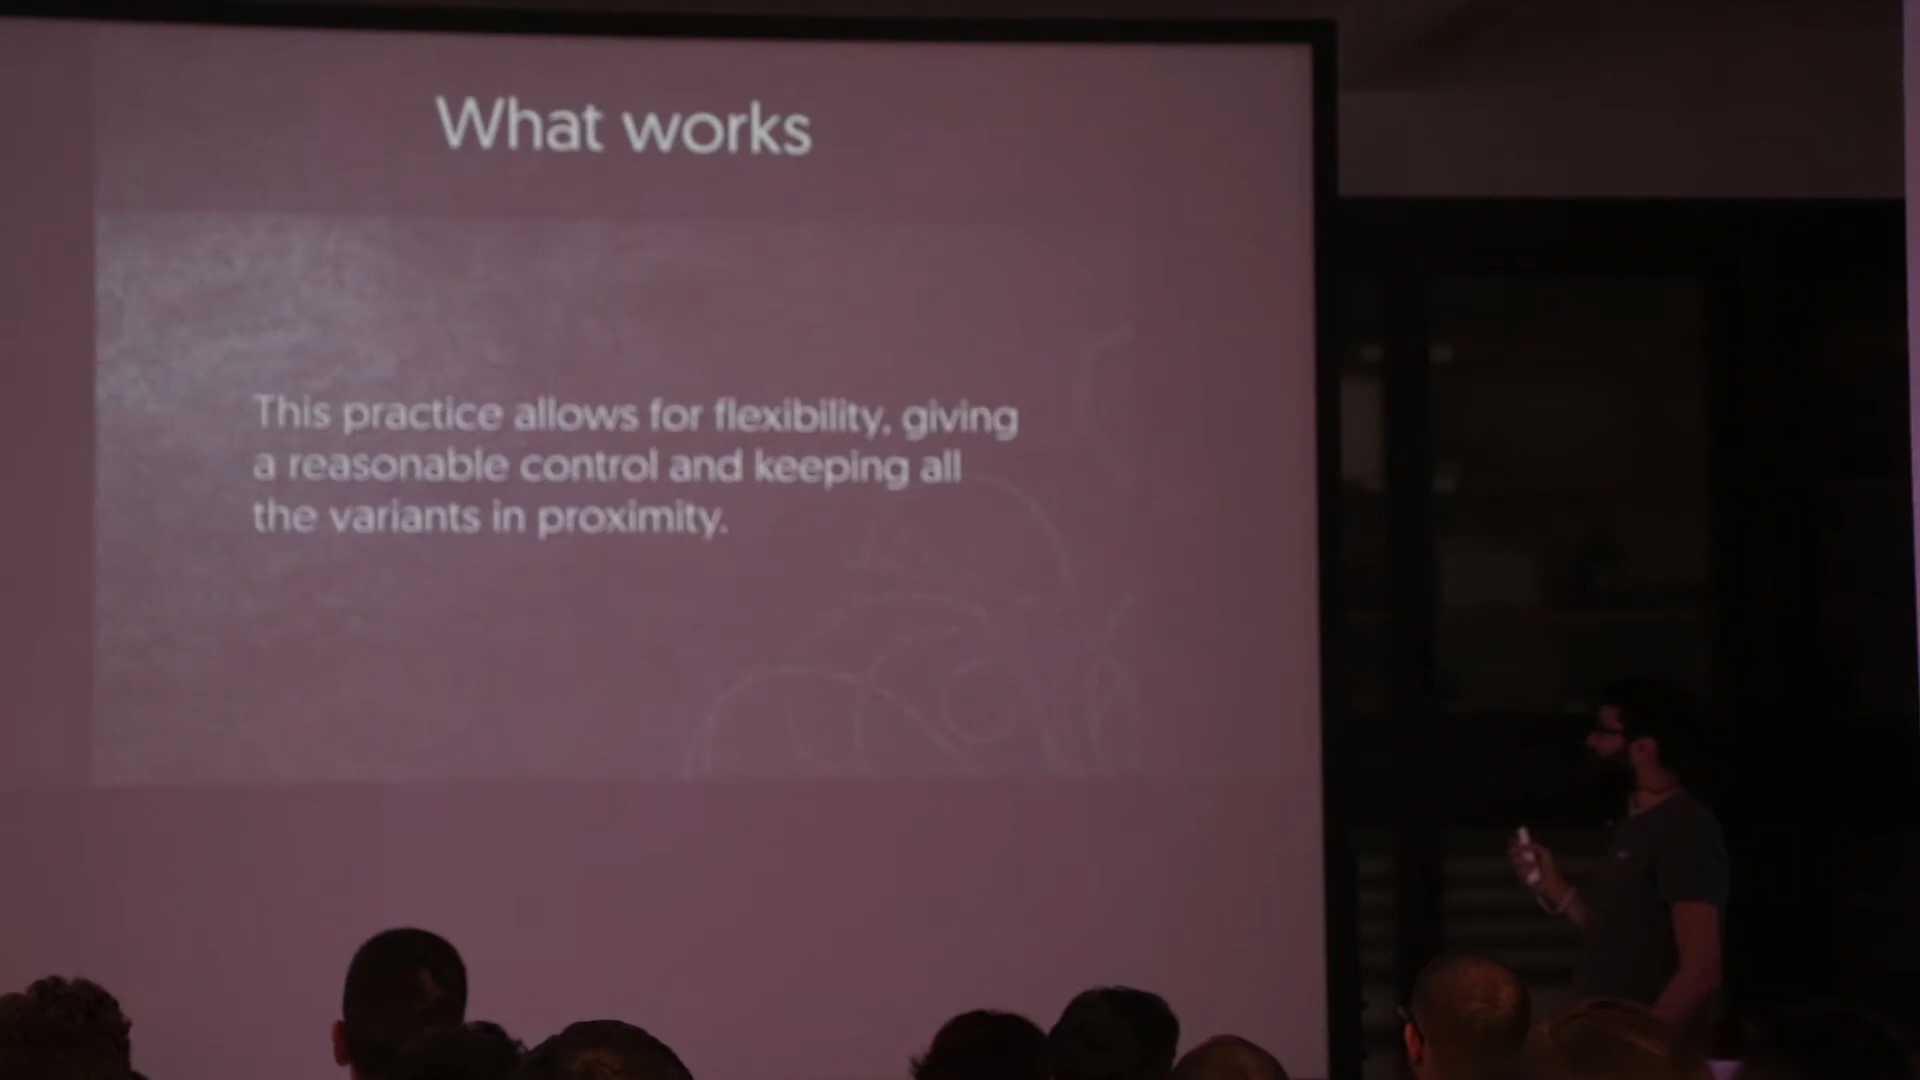 What works
This practice allows for flexibility, giving
a reasonable control and keeping all
the variants in proximity.